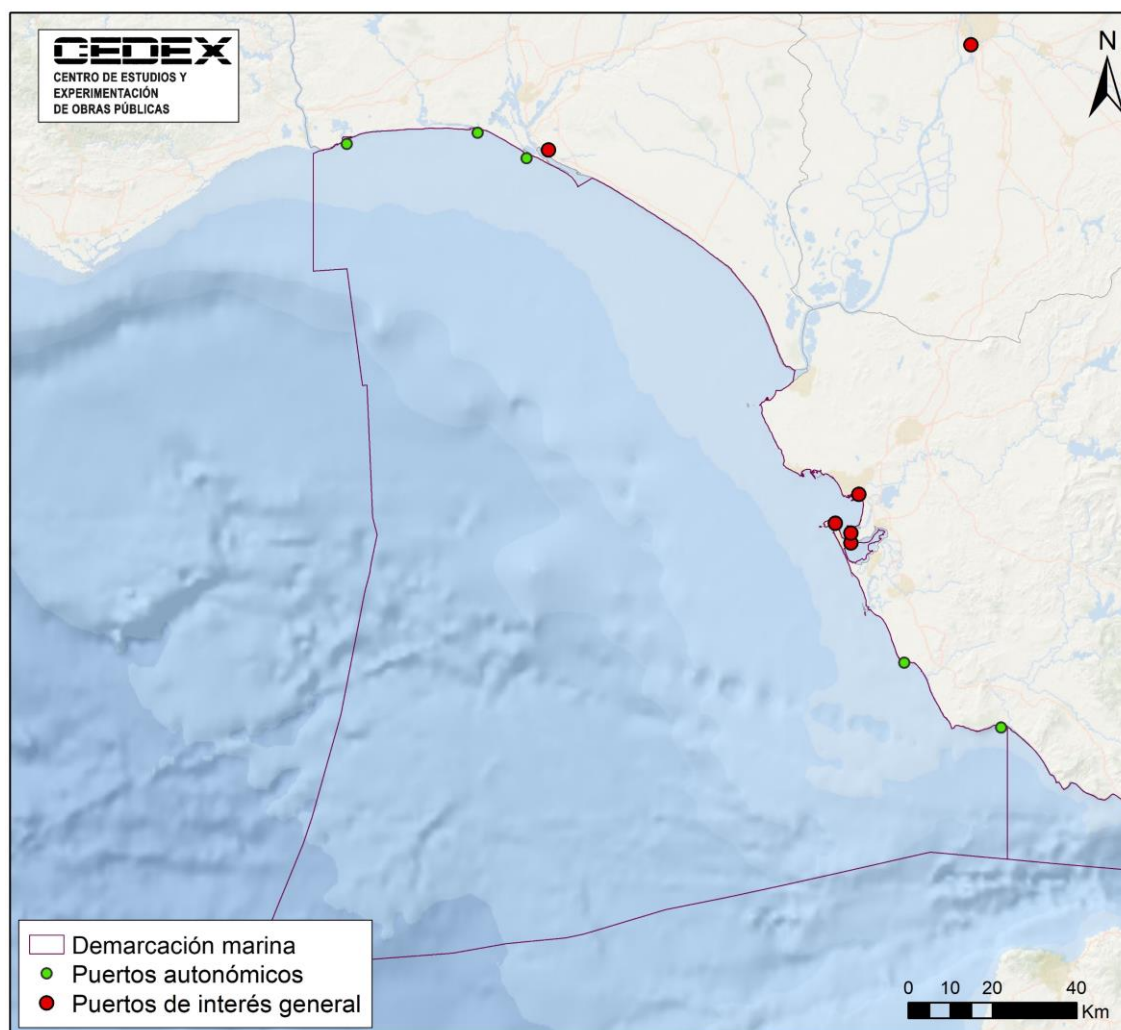 CEDEX
CENTRO DE ESTUDIOS Y
EXPERIMENTACIÓN
DE OBRAS PÚBLICAS
N
Demarcación marina
Puertos autonómicos
Puertos de interés general
0 10 20 40
Km